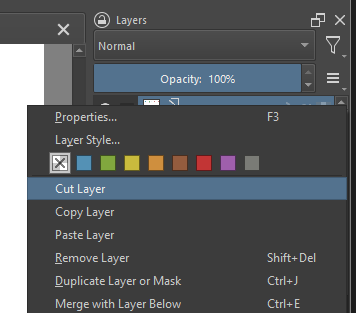 Layers
Normal
Opacity: 100%
Properties... F3
Layer Style...
Cut Layer
Copy Layer
Paste Layer
Remove Layer Shift+Del
Duplicate Layer or Mask Ctrl+J
Merge with Layer Below Ctrl+E